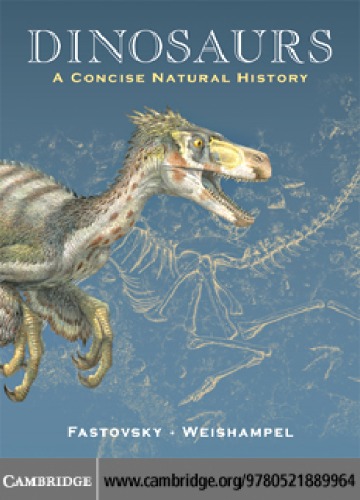 DINOSAURS
A CONCISE NATURAL HISTORY
FASTOVSKY • WEISHAMPEL
CAMBRIDGE
www.cambridge.org/9780521889964